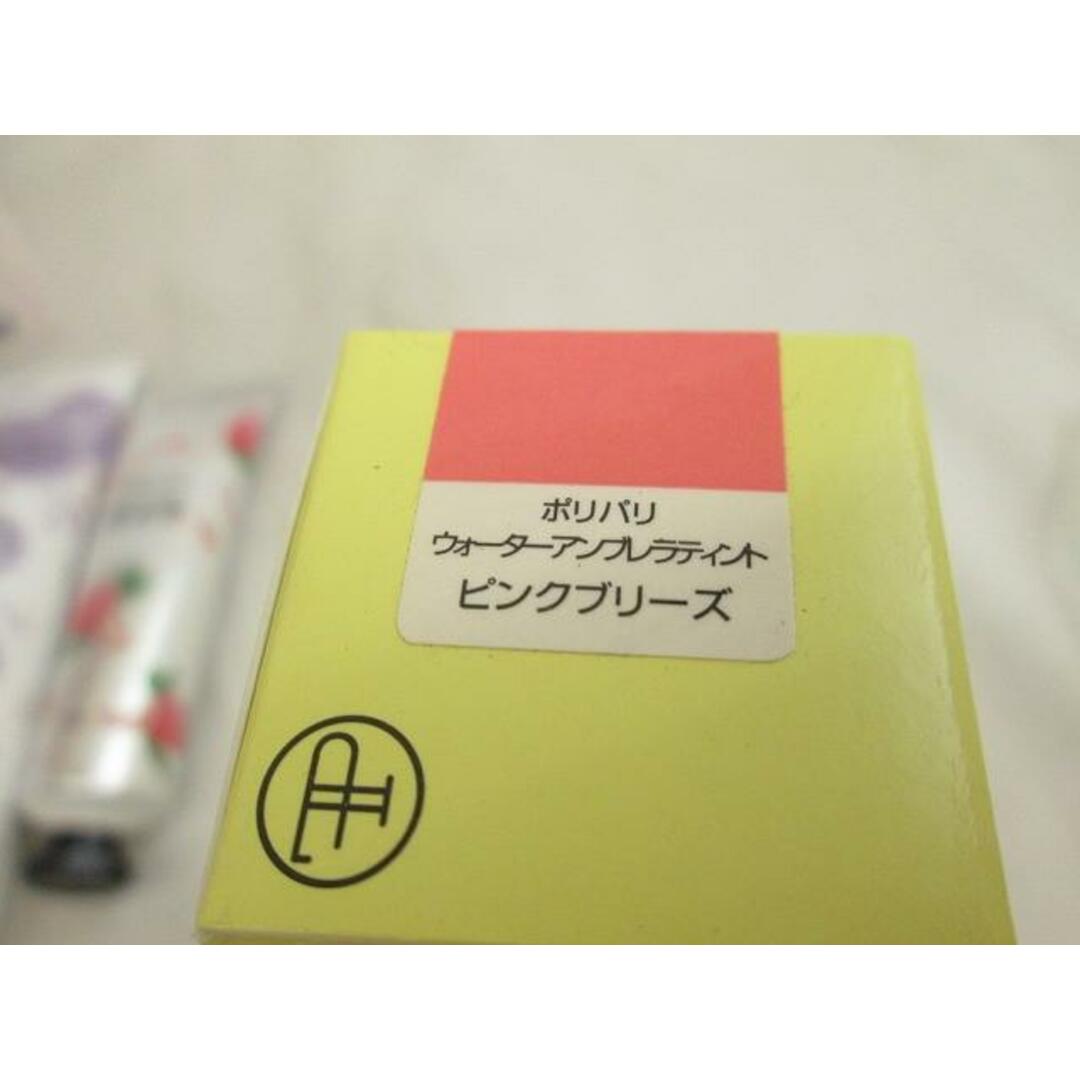 ポリパリ
ウォーターアンブレラティント
ピンクブリーズ